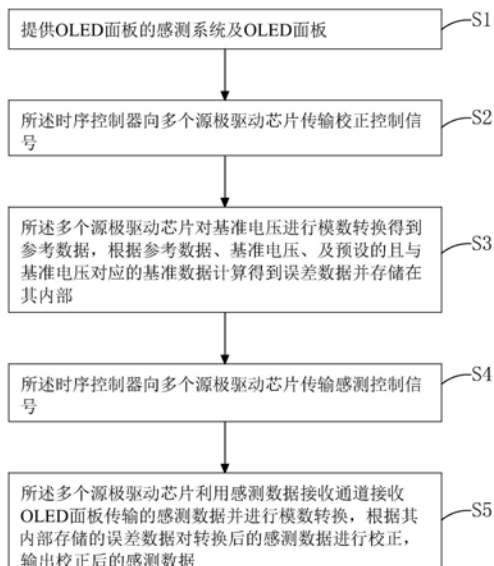 提供OLED面板的感测系统及OLED面板
S1
所述时序控制器向多个源极驱动芯片传输校正控制信
号
S2
所述多个源极驱动芯片对基准电压进行模数转换得到
参考数据，根据参考数据、基准电压、及预设的且与
基准电压对应的基准数据计算得到误差数据并存储在
其内部
S3
所述时序控制器向多个源极驱动芯片传输感测控制信
号
S4
所述多个源极驱动芯片利用感测数据接收通道接收
OLED面板传输的感测数据并进行模数转换，根据其
内部存储的误差数据对转换后的感测数据进行校正，
输出校正后的感测数据
S5